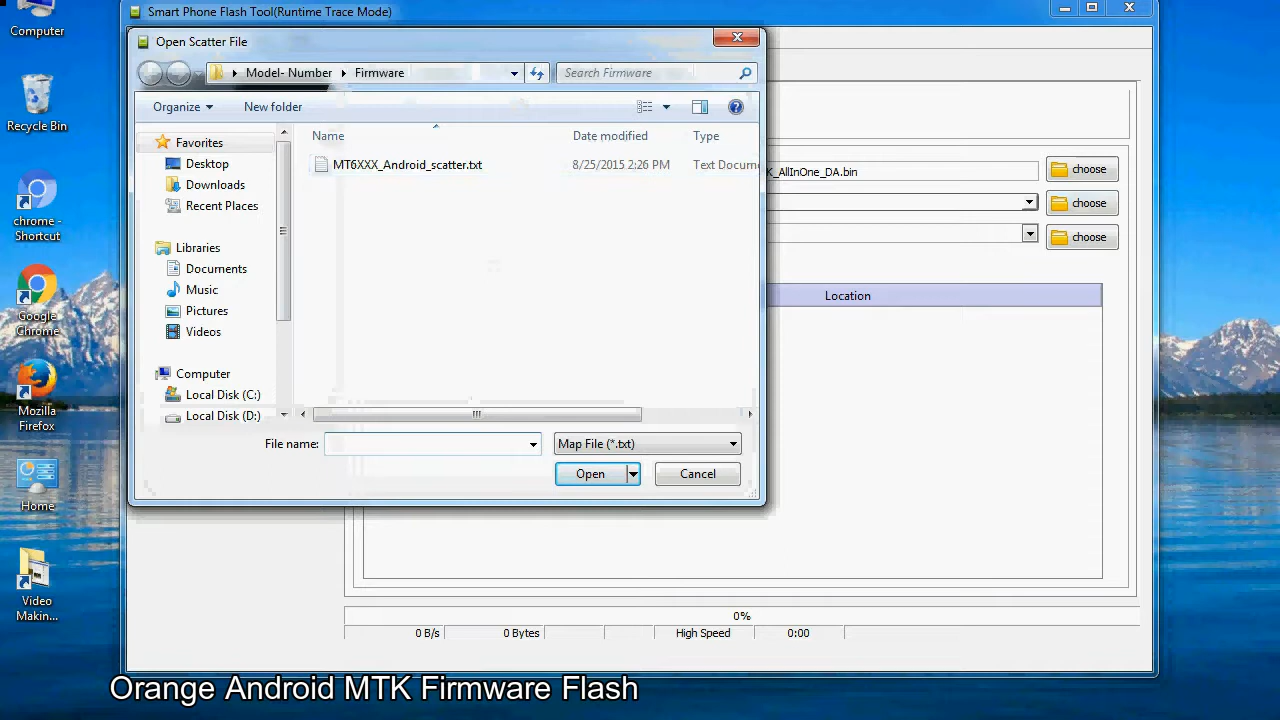 Computer
Recycle Bin
chrome - Shortcut
Google Chrome
Mozilla Firefox
Home
Video Makin...
Smart Phone Flash Tool(Runtime Trace Mode)
Open Scatter File
Model- Number Firmware
Search Firmware
Organize New folder
Name Date modified Type
MT6XXX_Android_scatter.txt 8/25/2015 2:26 PM Text Docum
Favorites
Desktop
Downloads
Recent Places
Libraries
Documents
Music
Pictures
Videos
Computer
Local Disk (C:)
Local Disk (D:)
File name: Map File (*.txt)
Open Cancel
K_AllInOne_DA.bin choose
choose
choose
Location
0%
0 B/s 0 Bytes High Speed 0:00
Orange Android MTK Firmware Flash